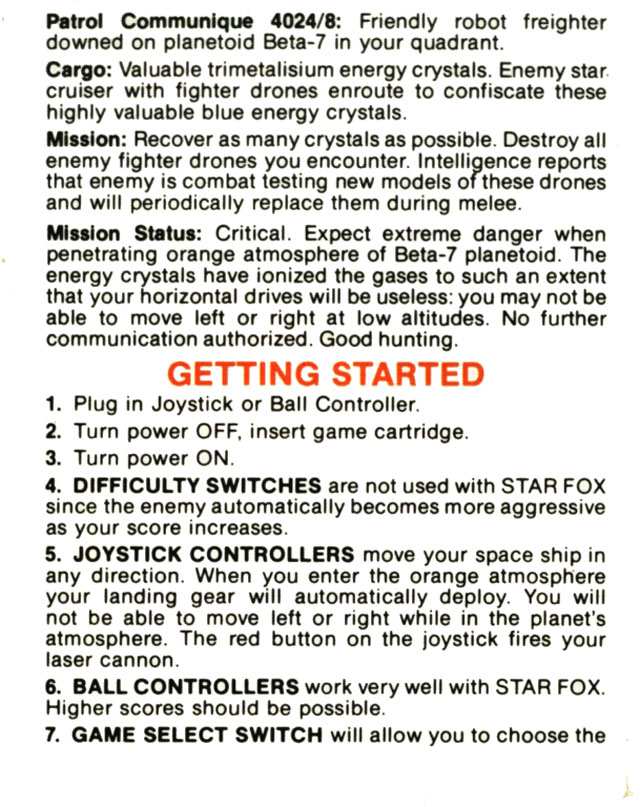 Patrol Communique 4024/8: Friendly robot freighter
downed on planetoid Beta-7 in your quadrant.
Cargo: Valuable trimetalisium energy crystals. Enemy star
cruiser with fighter drones enroute to confiscate these
highly valuable blue energy crystals.
Mission: Recover as many crystals as possible. Destroy all
enemy fighter drones you encounter. Intelligence reports
that enemy is combat testing new models of these drones
and will periodically replace them during melee.
Mission Status: Critical. Expect extreme danger when
penetrating orange atmosphere of Beta-7 planetoid. The
energy crystals have ionized the gases to such an extent
that your horizontal drives will be useless: you may not be
able to move left or right at low altitudes. No further
communication authorized. Good hunting.
GETTING STARTED
1. Plug in Joystick or Ball Controller.
2. Turn power OFF, insert game cartridge.
3. Turn power ON.
4. DIFFICULTY SWITCHES are not used with STAR FOX
since the enemy automatically becomes more aggressive
as your score increases.
5. JOYSTICK CONTROLLERS move your space ship in
any direction. When you enter the orange atmosphere
your landing gear will automatically deploy. You will
not be able to move left or right while in the planet's
atmosphere. The red button on the joystick fires your
laser cannon.
6. BALL CONTROLLERS work very well with STAR FOX.
Higher scores should be possible.
7. GAME SELECT SWITCH will allow you to choose the